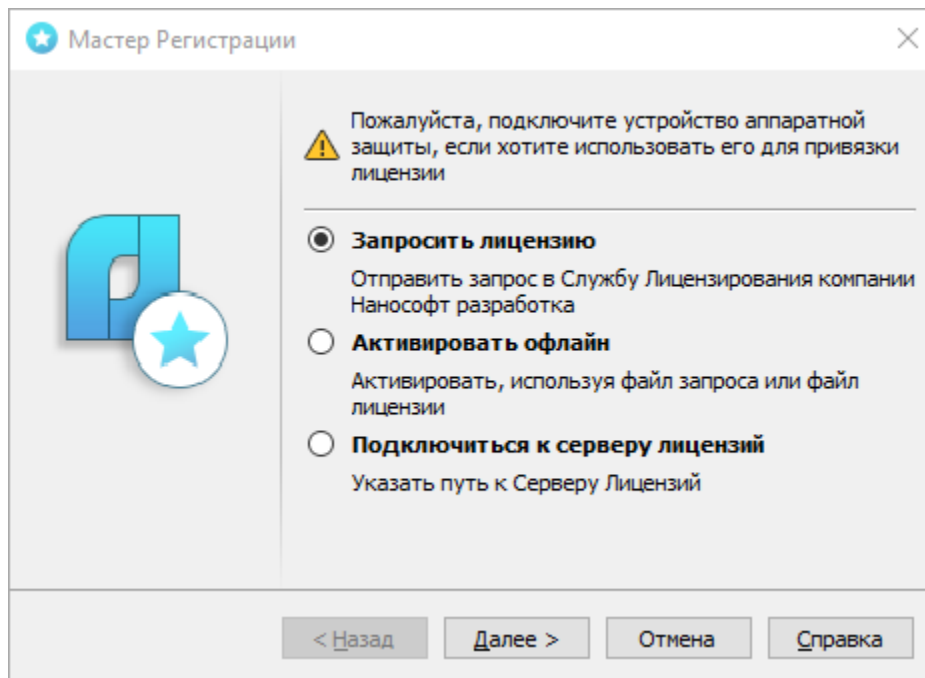 Мастер Регистрации
Пожалуйста, подключите устройство аппаратной
защиты, если хотите использовать его для привязки
лицензии
Запросить лицензию
Отправить запрос в Службу Лицензирования компании
Нанософт разработка
Активировать офлайн
Активировать, используя файл запроса или файл
лицензии
Подключиться к серверу лицензий
Указать путь к Серверу Лицензий
< Назад Далее > Отмена Справка